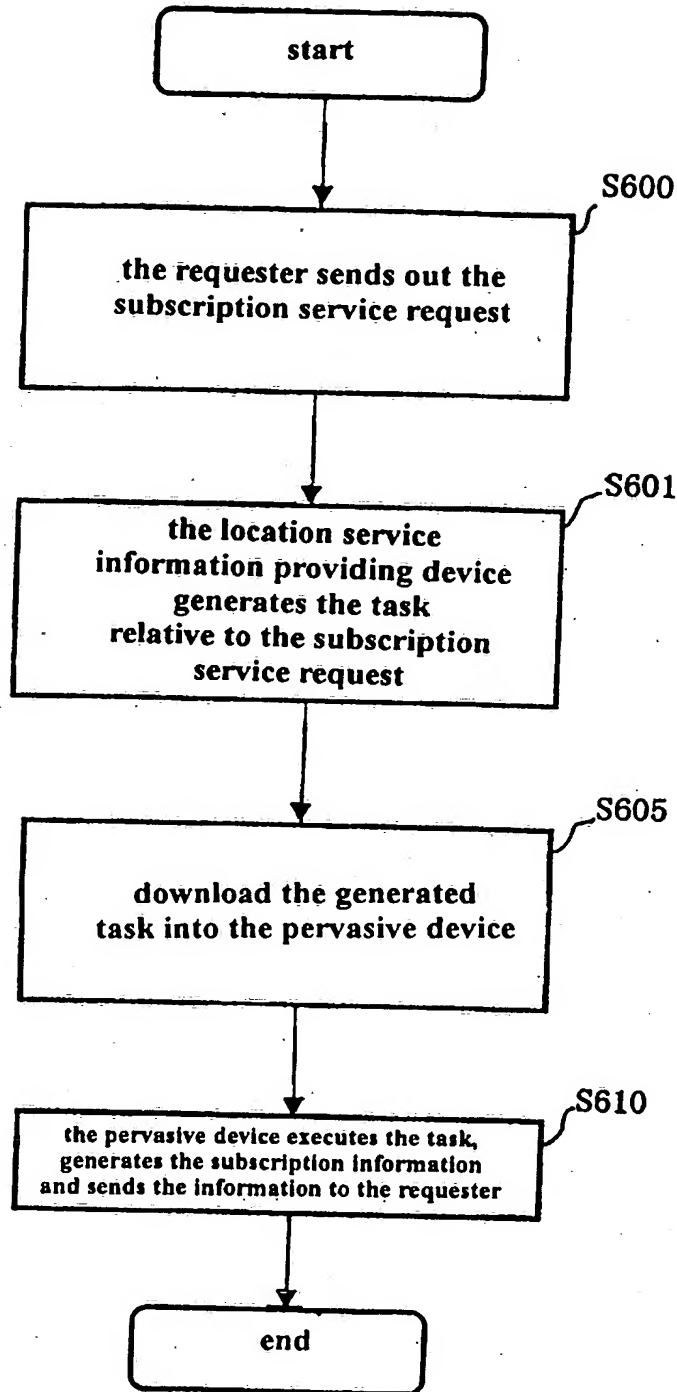 start
S600
the requester sends out the
subscription service request
S601
the location service
information providing device
generates the task
relative to the subscription
service request
S605
download the generated
task into the pervasive device
S610
the pervasive device executes the task,
generates the subscription information
and sends the information to the requester
end